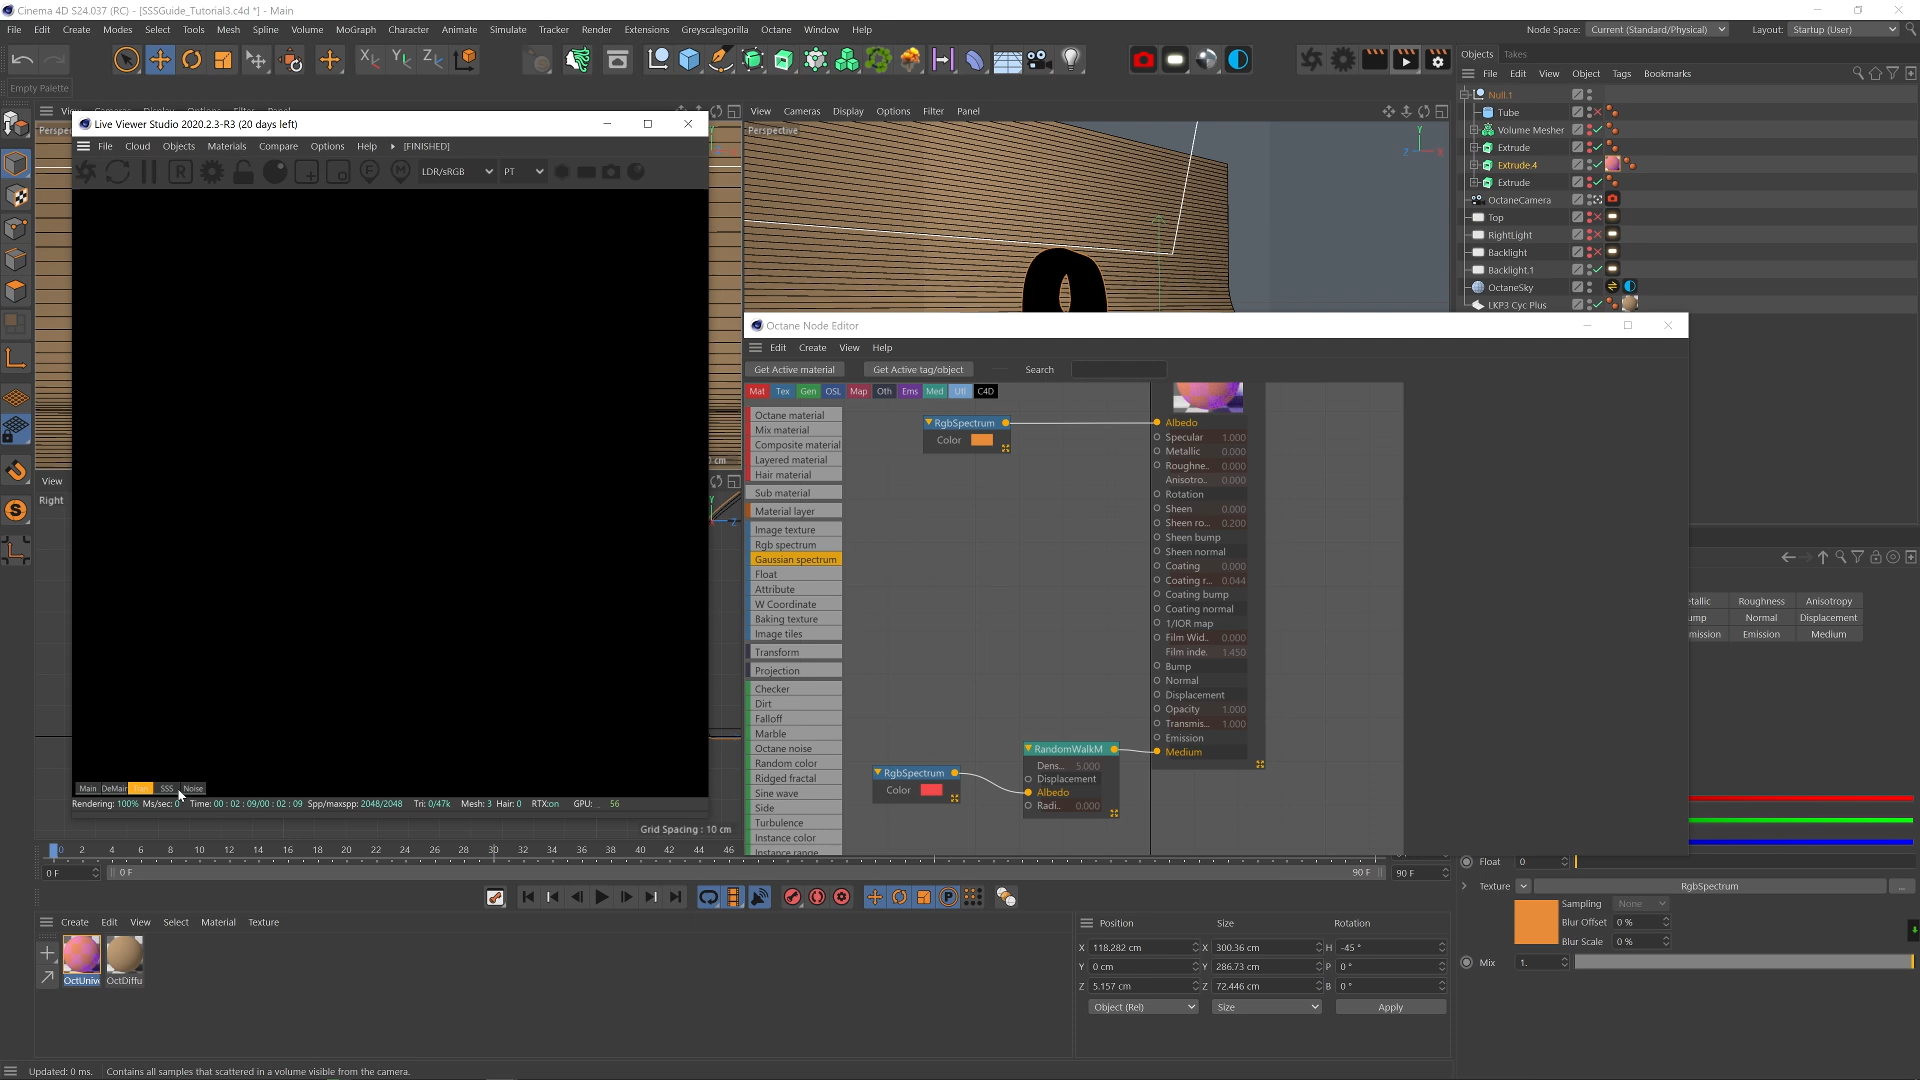 Cinema 4D S24.037 (RC) - [SSSGuide_Tutorial3.c4d *] - Main
File Edit Create Modes Select Tools Mesh Spline Volume MoGraph Character Animate Simulate Tracker Render Extensions Greyscalegorilla Octane Window Help
Node Space: Current (Standard/Physical) Layout: Startup (User)
Empty Palette
Objects Takes
File Edit View Object Tags Bookmarks
Null.1
Tube
Volume Mesher
Extrude
Extrude.4
Extrude
OctaneCamera
Top
RightLight
Backlight
Backlight.1
OctaneSky
LKP3 Cyc Plus
View Cameras Display Options Filter Panel
Perspective
Live Viewer Studio 2020.2.3-R3 (20 days left)
File Cloud Objects Materials Compare Options Help [FINISHED]
LDR/sRGB PT
View
Right
Main DeMain SSS Noise
Rendering: 100% Ms/sec: 0 Time: 00 : 02 : 09/00 : 02 : 09 Spp/maxspp: 2048/2048 Tri: 0/47k Mesh: 3 Hair: 0 RTX:on GPU: 56
Grid Spacing : 10 cm
Octane Node Editor
Edit Create View Help
Get Active material Get Active tag/object Search
Mat Tex Gen OSL Map Oth Ems Med Utl C4D
Octane material
Mix material
Composite material
Layered material
Hair material
Sub material
Material layer
Image texture
Rgb spectrum
Gaussian spectrum
Float
Attribute
W Coordinate
Baking texture
Image tiles
Transform
Projection
Checker
Dirt
Falloff
Marble
Octane noise
Random color
Ridged fractal
Sine wave
Side
Turbulence
Instance color
Instance range
RgbSpectrum
Color
RgbSpectrum
Color
RandomWalkM
Dens... 5.000
Displacement
Albedo
Radi.. 0.000
Albedo
Specular 1.000
Metallic 0.000
Roughne.. 0.000
Anisotro.. 0.000
Rotation
Sheen 0.000
Sheen ro... 0.200
Sheen bump
Sheen normal
Coating 0.000
Coating r... 0.044
Coating bump
Coating normal
1/IOR map
Film Wid.. 0.000
Film inde. 1.450
Bump
Normal
Displacement
Opacity 1.000
Transmis... 1.000
Emission
Medium
etallic Roughness Anisotropy
ump Normal Displacement
mission Emission Medium
Float 0
Texture RgbSpectrum ...
Sampling None
Blur Offset 0 %
Blur Scale 0 %
Mix 1.
0 2 4 6 8 10 12 14 16 18 20 22 24 26 28 30 32 34 36 38 40 42 44 46
0 F 0 F 90 F 90 F
Create Edit View Select Material Texture
OctUniv OctDiffu
Position Size Rotation
X 118.282 cm X 300.36 cm H -45 °
Y 0 cm Y 286.73 cm P 0 °
Z 5.157 cm Z 72.446 cm B 0 °
Object (Rel) Size Apply
Updated: 0 ms. Contains all samples that scattered in a volume visible from the camera.